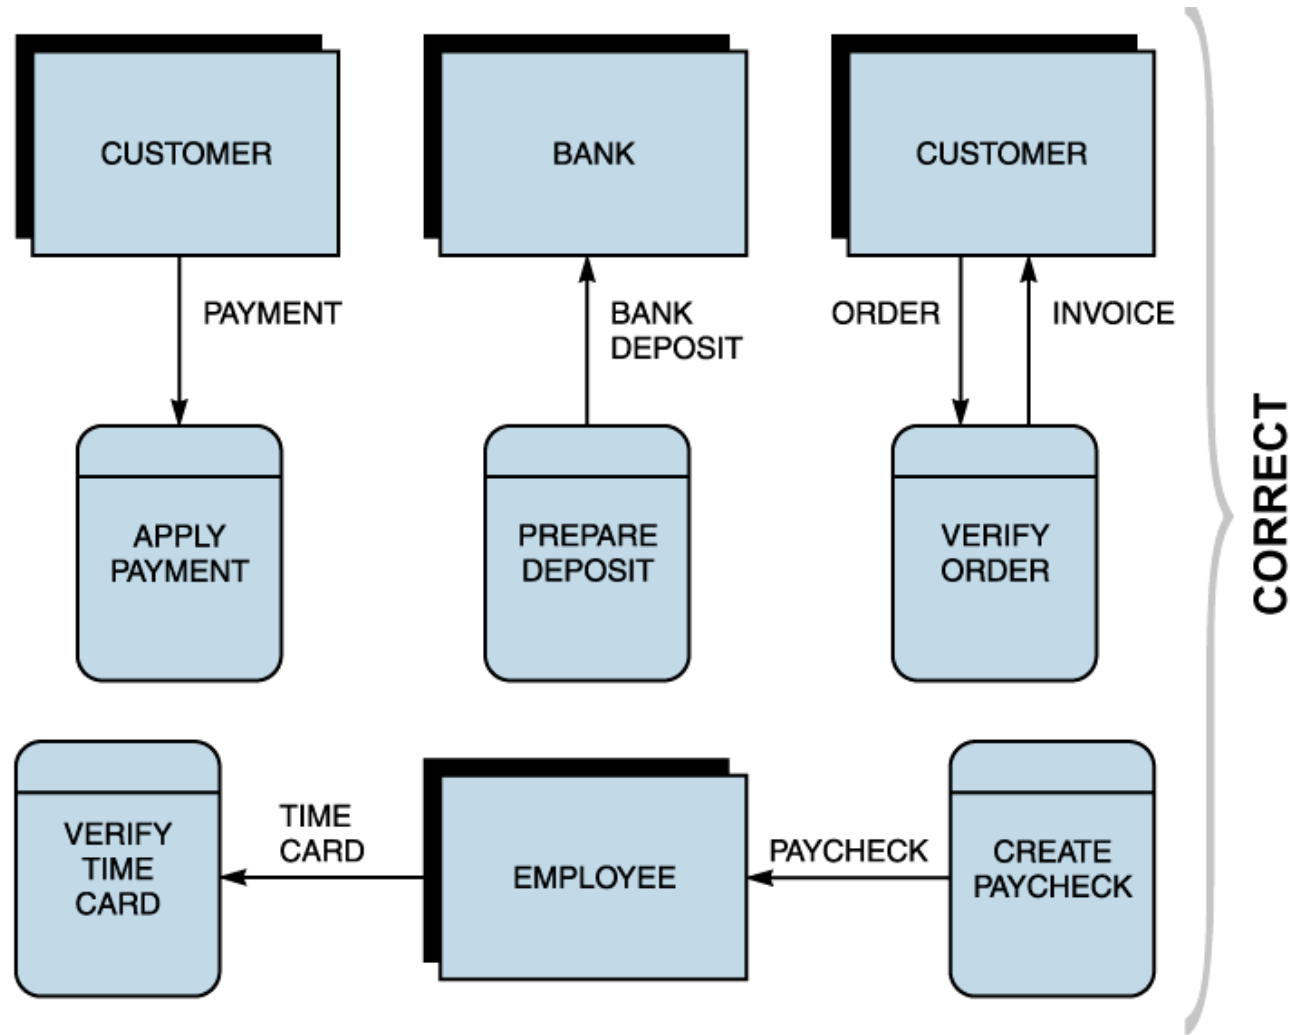 CUSTOMER
BANK
CUSTOMER
PAYMENT
BANK
DEPOSIT
ORDER
INVOICE
APPLY
PAYMENT
PREPARE
DEPOSIT
VERIFY
ORDER
CORRECT
VERIFY
TIME
CARD
TIME
CARD
EMPLOYEE
PAYCHECK
CREATE
PAYCHECK